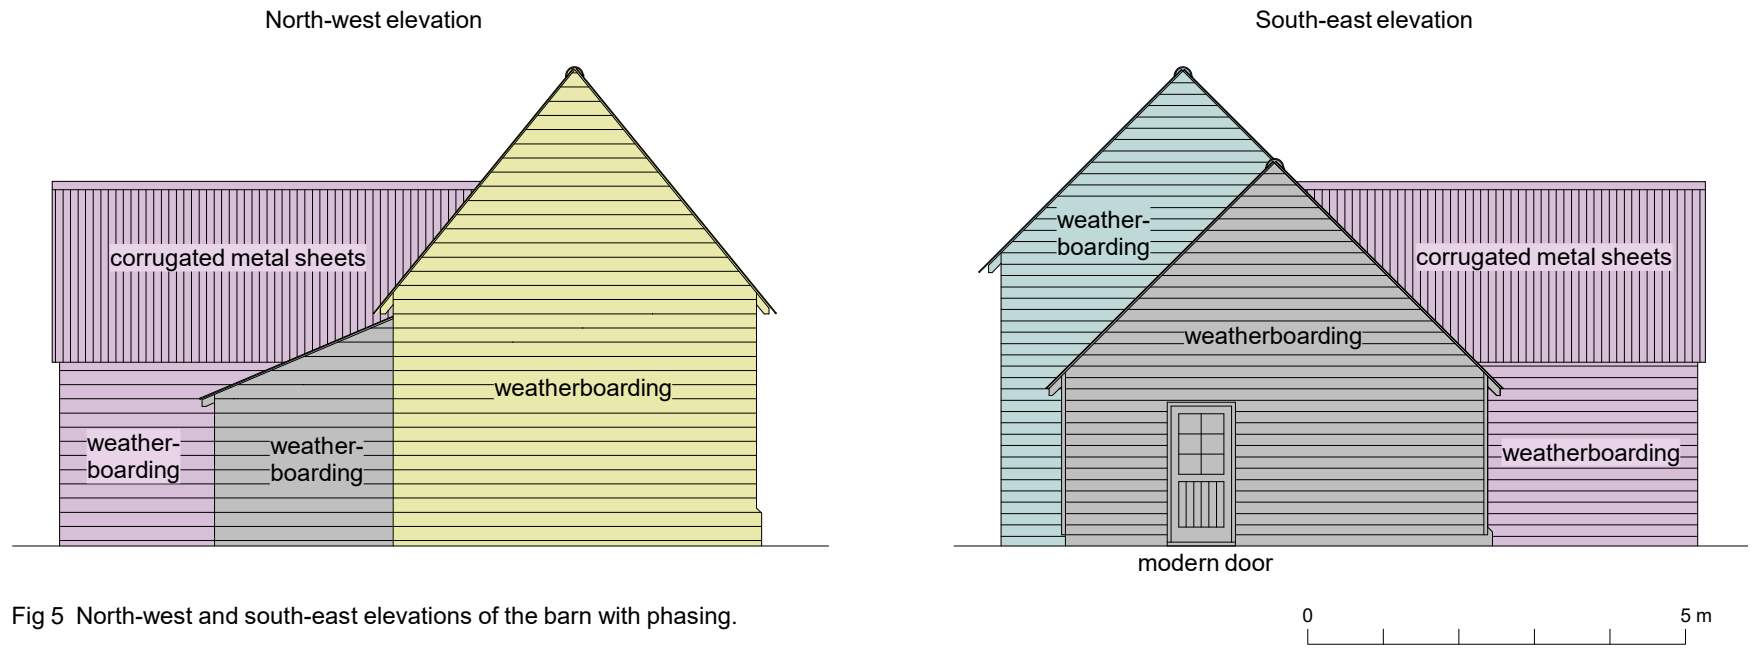 North-west elevation
South-east elevation
corrugated metal sheets
weatherboarding
weather-
boarding
weather-
boarding
weather-
boarding
weatherboarding
corrugated metal sheets
weatherboarding
modern door
Fig 5 North-west and south-east elevations of the barn with phasing.
0 5 m